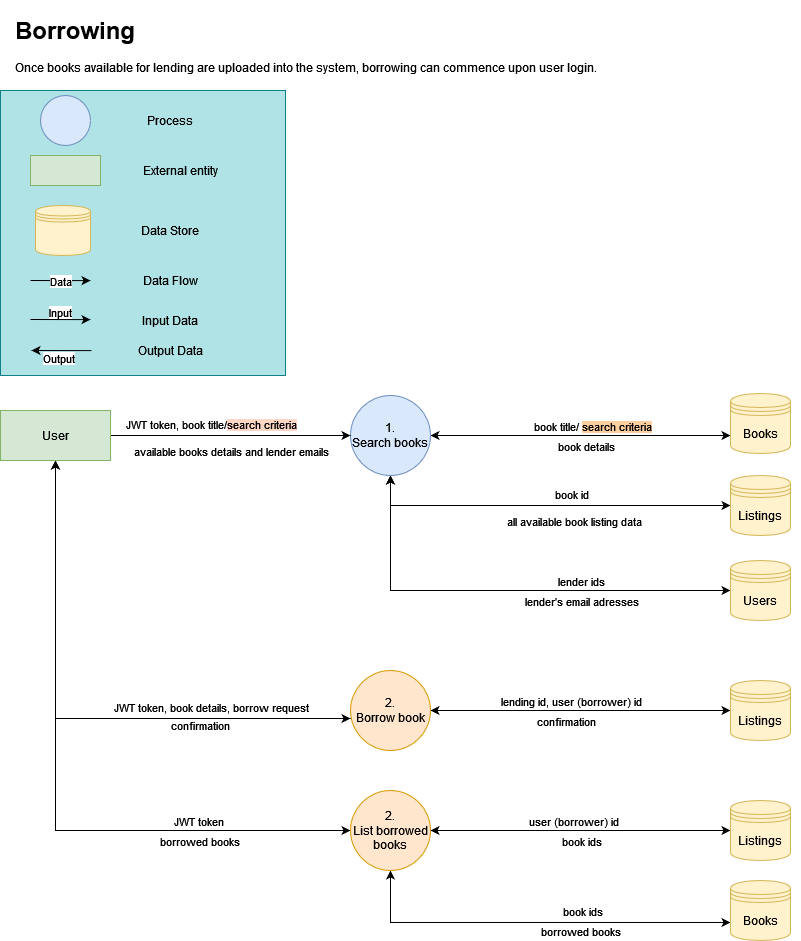 Borrowing
Once books available for lending are uploaded into the system, borrowing can commence upon user login.
Process
External entity
Data Store
Data
Data Flow
Input
Input Data
Output
Output Data
User
JWT token, book title/search criteria
available books details and lender emails
1.
Search books
book title/ search criteria
book details
Books
book id
all available book listing data
Listings
lender ids
lender's email adresses
Users
JWT token, book details, borrow request
confirmation
2.
Borrow book
lending id, user (borrower) id
confirmation
Listings
JWT token
borrowed books
2.
List borrowed
books
user (borrower) id
book ids
Listings
book ids
borrowed books
Books